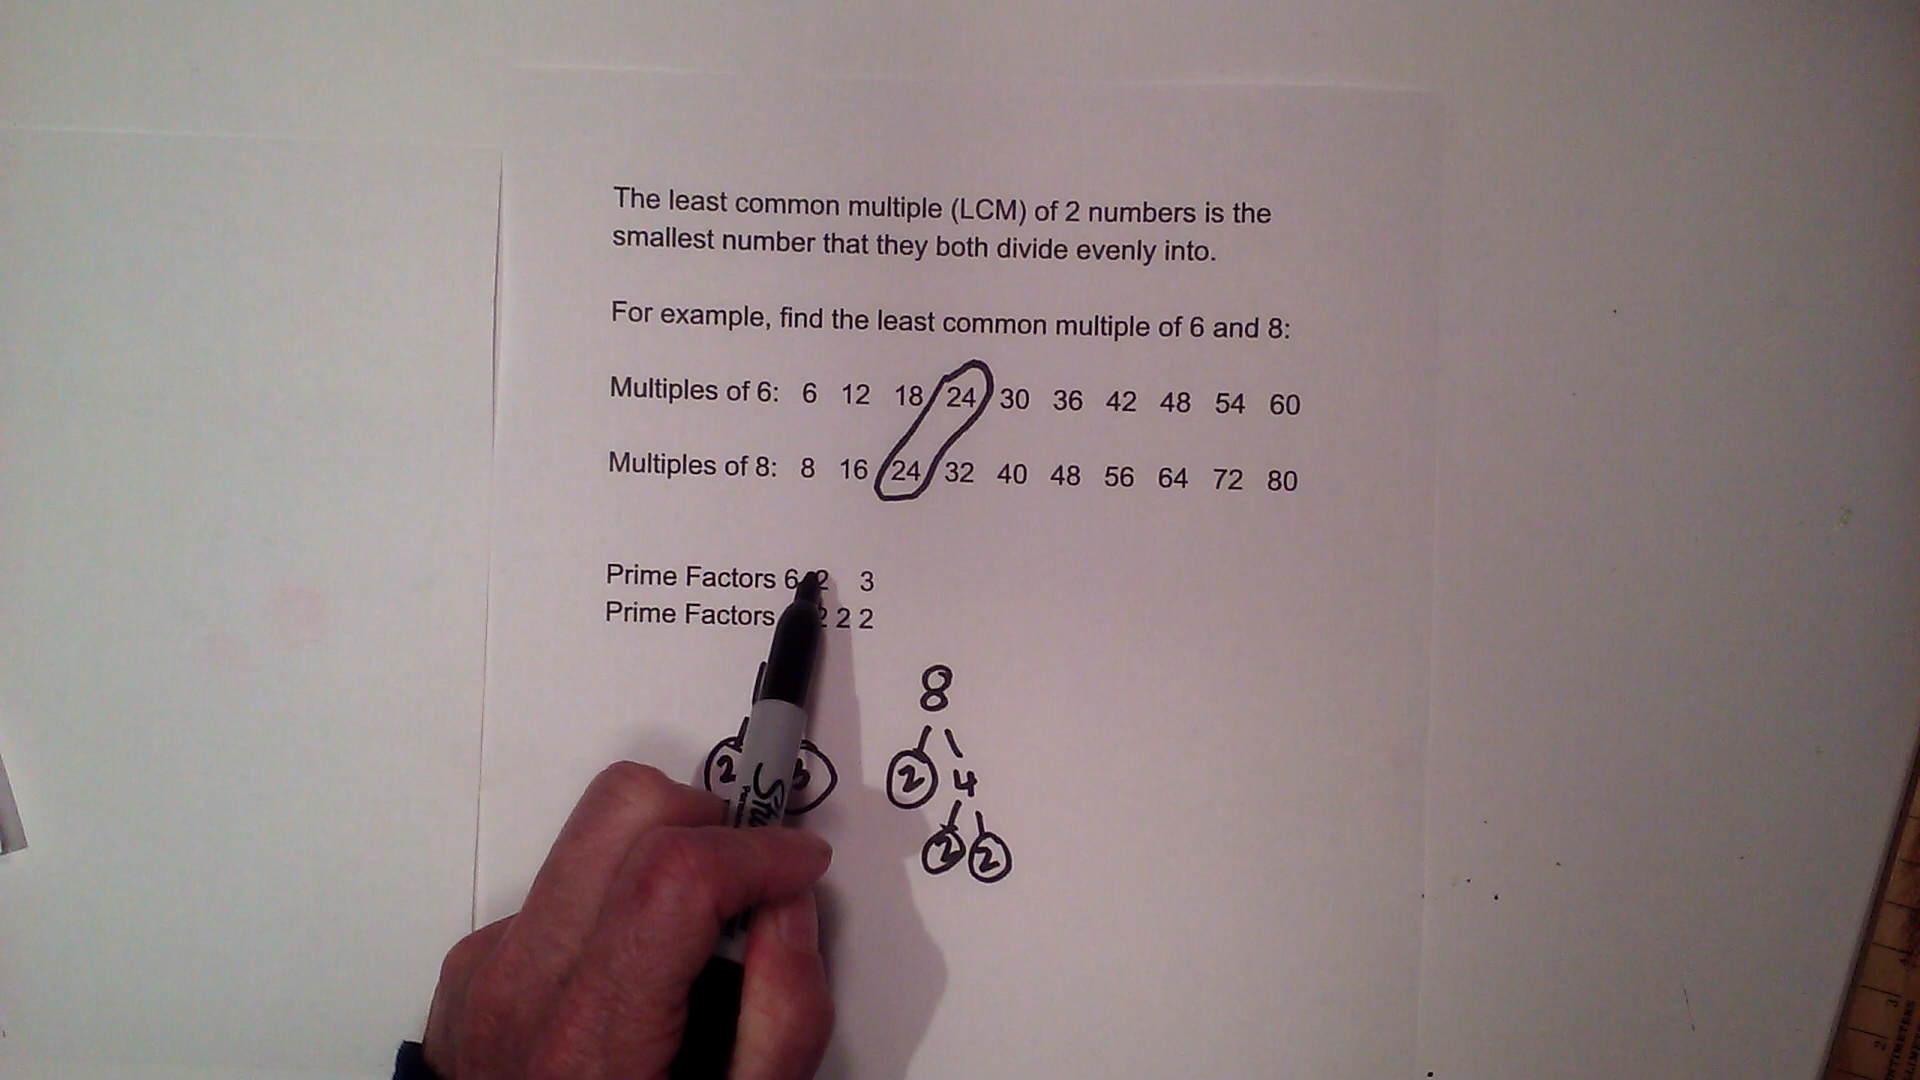 The least common multiple (LCM) of 2 numbers is the
smallest number that they both divide evenly into.
For example, find the least common multiple of 6 and 8:
Multiples of 6: 6 12 18 24 30 36 42 48 54 60
Multiples of 8: 8 16 24 32 40 48 56 64 72 80
Prime Factors 6 2 3
Prime Factors 2 2 2
8
2 3 2 4
2 2